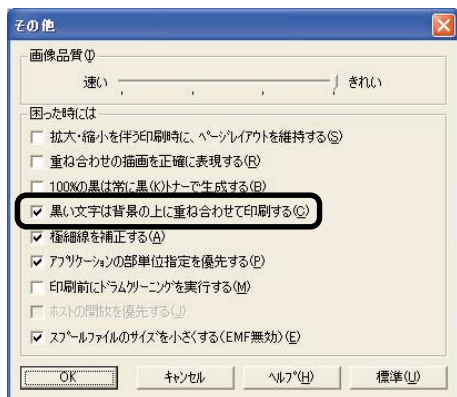 その他
画像品質(I)
速い きれい
困った時には
拡大・縮小を伴う印刷時に、ページレイアウトを維持する(S)
重ね合わせの描画を正確に表現する(R)
100%の黒は常に黒(K)トナーで生成する(B)
黒い文字は背景の上に重ね合わせて印刷する(C)
極細線を補正する(A)
アプリケーションの部単位指定を優先する(P)
印刷前にドラムクリーニングを実行する(M)
ホストの開放を優先する(J)
スプールファイルのサイズを小さくする(EMF無効)(E)
OK キャンセル ヘルプ(H) 標準(U)